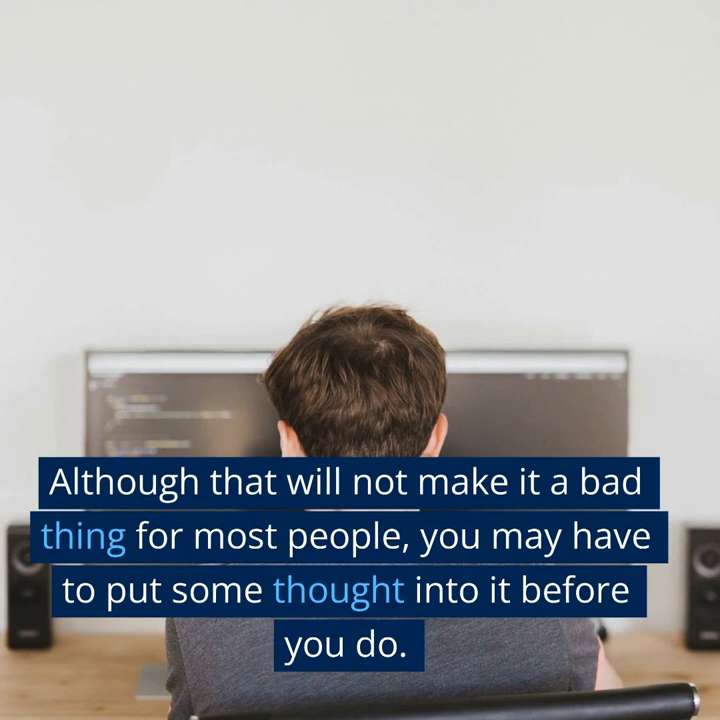 Although that will not make it a bad
thing for most people, you may have
to put some thought into it before
you do.